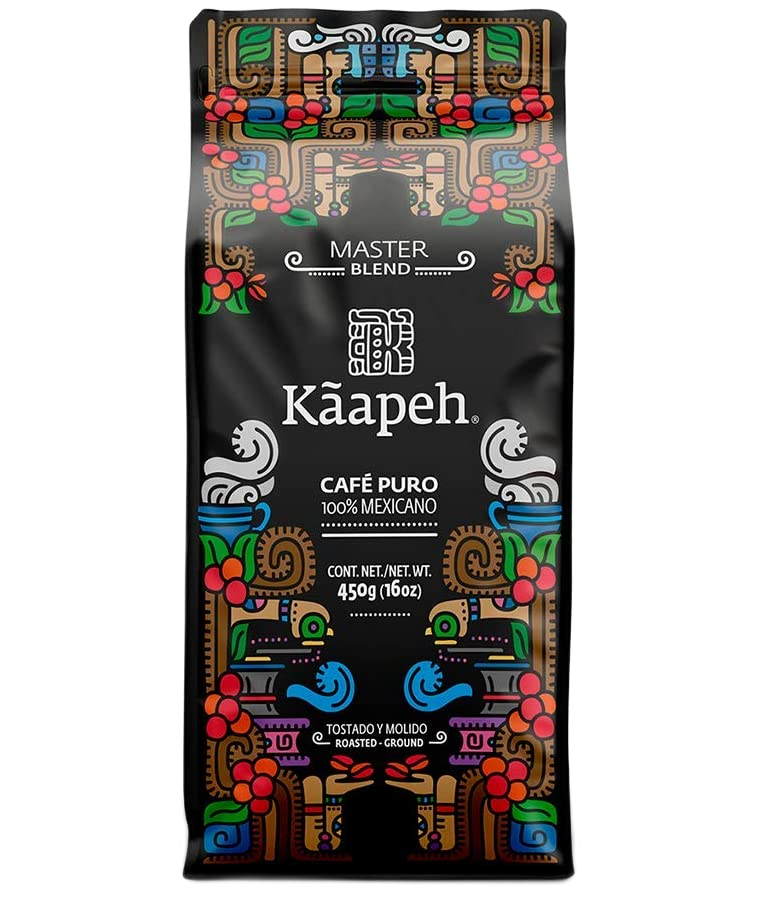 MASTER
BLEND
Kãapeh®
CAFÉ PURO
100% MEXICANO
CONT. NET./NET. WT.
450g (16oz)
TOSTADO Y MOLIDO
ROASTED - GROUND